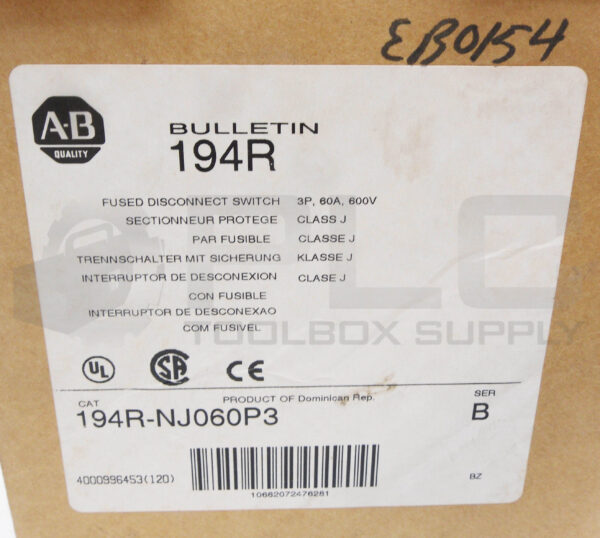 EB0154
A-B
QUALITY
BULLETIN
194R
FUSED DISCONNECT SWITCH 3P, 60A, 600V
SECTIONNEUR PROTEGE CLASS J
PAR FUSIBLE CLASSE J
TRENNSCHALTER MIT SICHERUNG KLASSE J
INTERRUPTOR DE DESCONEXION CLASE J
CON FUSIBLE
INTERRUPTOR DE DESCONEXAO
COM FUSIVEL
PLC
TOOLBOX SUPPLY
UL SA CE
PRODUCT OF Dominican Rep.
CAT SER
194R-NJ060P3 B
4000996453(120) BZ
10662072476281